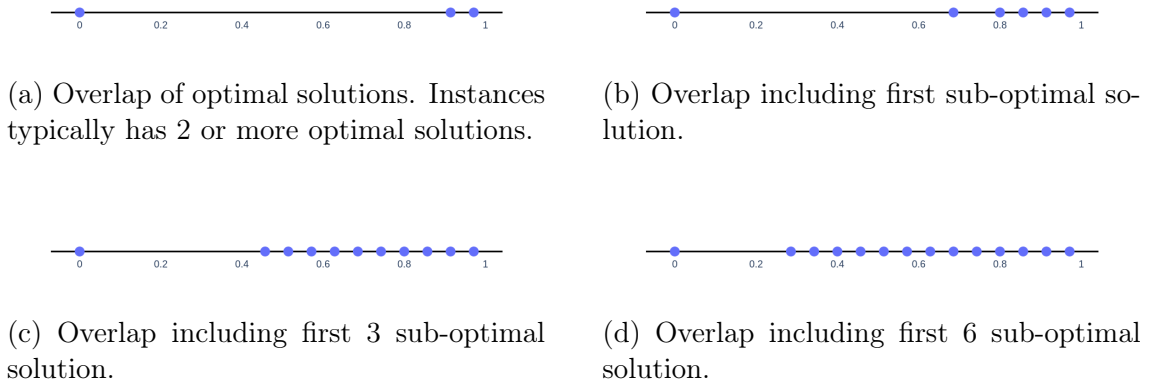 0 0.2 0.4 0.6 0.8 1
0 0.2 0.4 0.6 0.8 1
(a) Overlap of optimal solutions. Instances
typically has 2 or more optimal solutions.
(b) Overlap including first sub-optimal so-
lution.
0 0.2 0.4 0.6 0.8 1
0 0.2 0.4 0.6 0.8 1
(c) Overlap including first 3 sub-optimal
solution.
(d) Overlap including first 6 sub-optimal
solution.